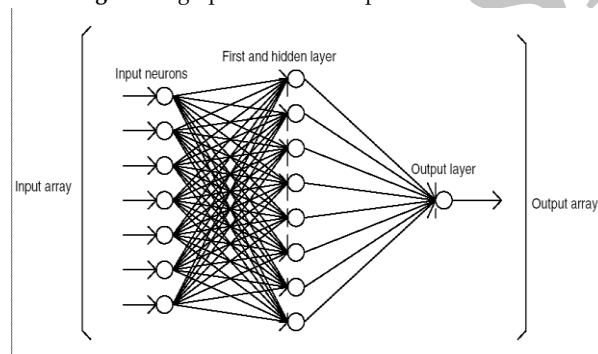 First and hidden layer
Input neurons
Output layer
Input array
Output array